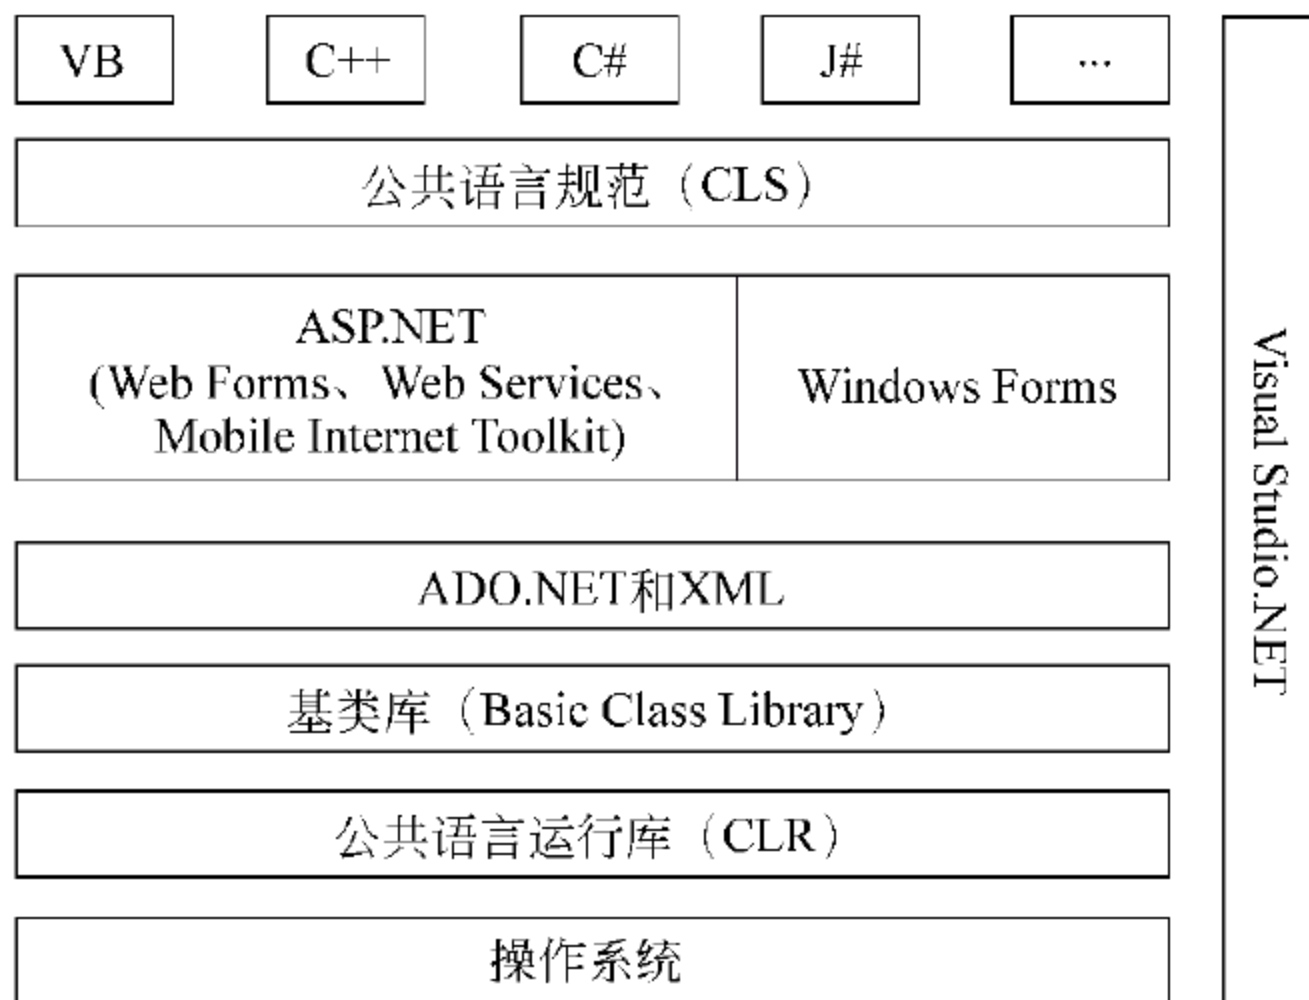 VB
C++
C#
J#
...
公共语言规范（CLS）
ASP.NET
(Web Forms、Web Services、
Mobile Internet Toolkit)
Windows Forms
ADO.NET和XML
基类库（Basic Class Library）
公共语言运行库（CLR）
操作系统
Visual Studio.NET